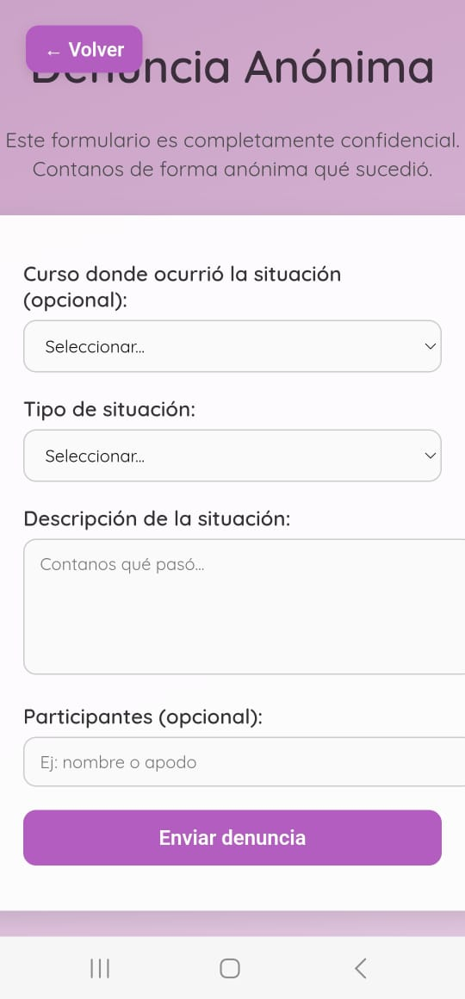 ← Volver
Denuncia Anónima
Este formulario es completamente confidencial.
Contanos de forma anónima qué sucedió.
Curso donde ocurrió la situación
(opcional):
Seleccionar...
Tipo de situación:
Seleccionar...
Descripción de la situación:
Contanos qué pasó...
Participantes (opcional):
Ej: nombre o apodo
Enviar denuncia